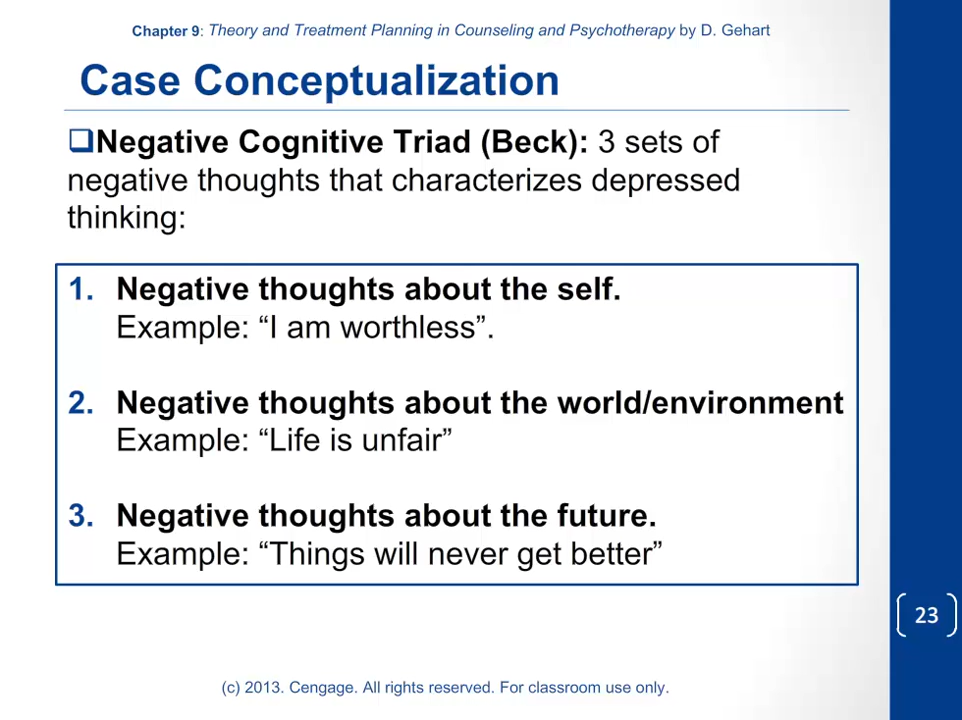 Chapter 9: Theory and Treatment Planning in Counseling and Psychotherapy by D. Gehart
Case Conceptualization
❑Negative Cognitive Triad (Beck): 3 sets of
negative thoughts that characterizes depressed
thinking:
1. Negative thoughts about the self.
Example: “I am worthless”.
2. Negative thoughts about the world/environment
Example: “Life is unfair”
3. Negative thoughts about the future.
Example: “Things will never get better”
23
(c) 2013. Cengage. All rights reserved. For classroom use only.